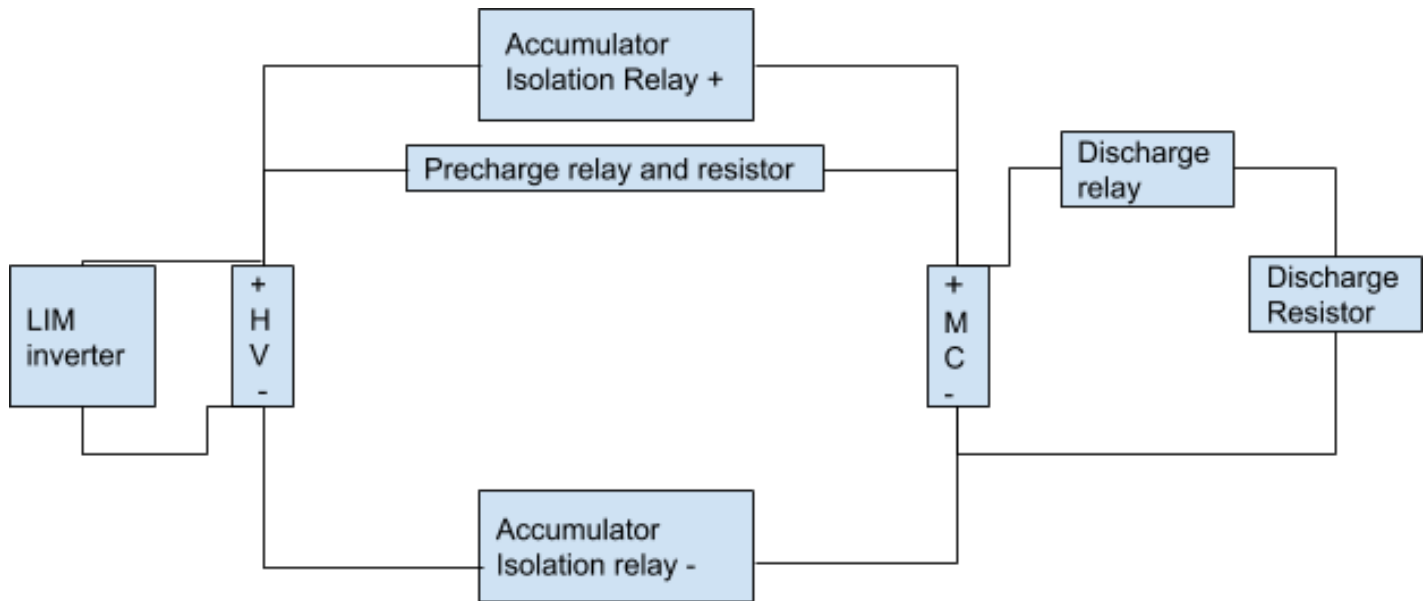 Accumulator
Isolation Relay +
Precharge relay and resistor
Discharge
relay
LIM
inverter
+
H
V
-
+
M
C
-
Discharge
Resistor
Accumulator
Isolation relay -